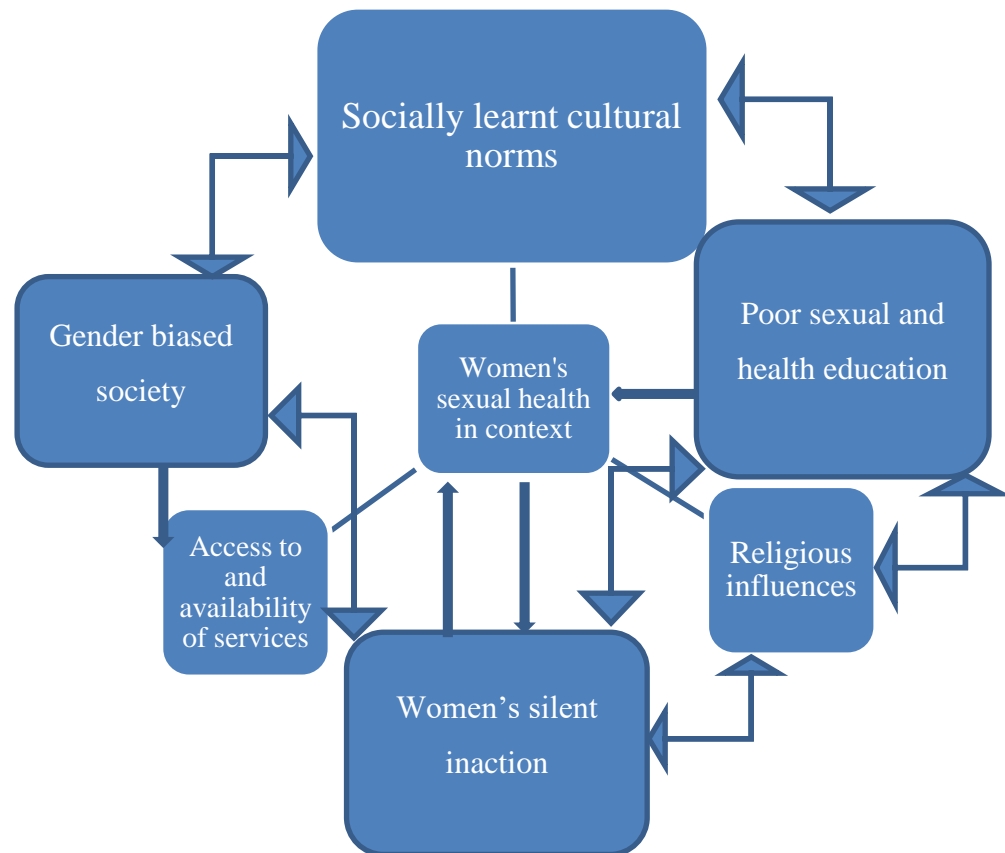 Socially learnt cultural
norms
Gender biased
society
Poor sexual and
health education
Women's
sexual health
in context
Access to
and
availability
of services
Religious
influences
Women’s silent
inaction